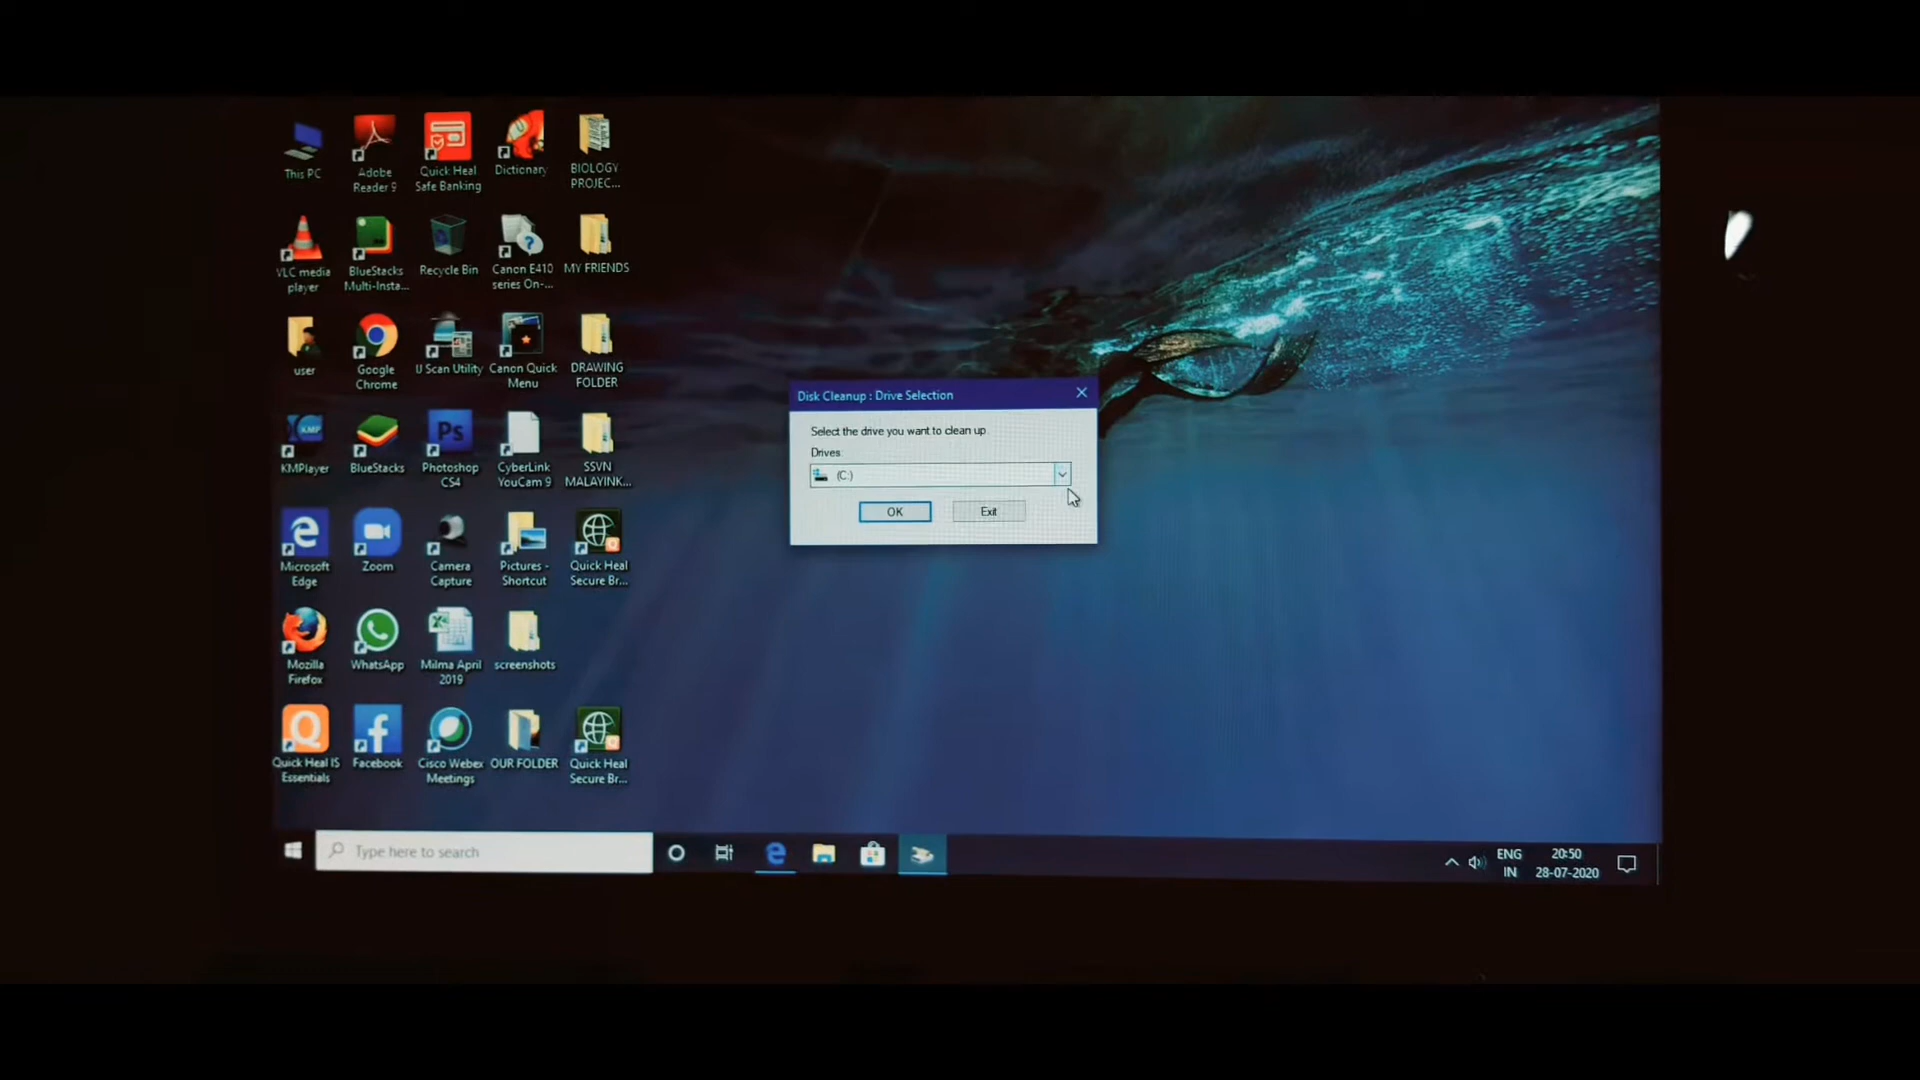 This PC
Adobe
Reader 9
Quick Heal
Safe Banking
Dictionary
BIOLOGY
PROJEC...
VLC media
player
BlueStacks
Multi-Insta...
Recycle Bin
Canon E410
series On-...
MY FRIENDS
user
Google
Chrome
U Scan Utility
Canon Quick
Menu
DRAWING
FOLDER
KMP
KMPlayer
BlueStacks
Ps
Photoshop
CS4
CyberLink
YouCam 9
SSVN
MALAYINK...
Microsoft
Edge
Zoom
Camera
Capture
Pictures -
Shortcut
Quick Heal
Secure Br...
Mozilla
Firefox
WhatsApp
Milma April
2019
screenshots
Quick Heal IS
Essentials
Facebook
Cisco Webex
Meetings
OUR FOLDER
Quick Heal
Secure Br...
Disk Cleanup : Drive Selection
Select the drive you want to clean up.
Drives:
(C:)
OK
Exit
Type here to search
ENG
IN
20:50
28-07-2020